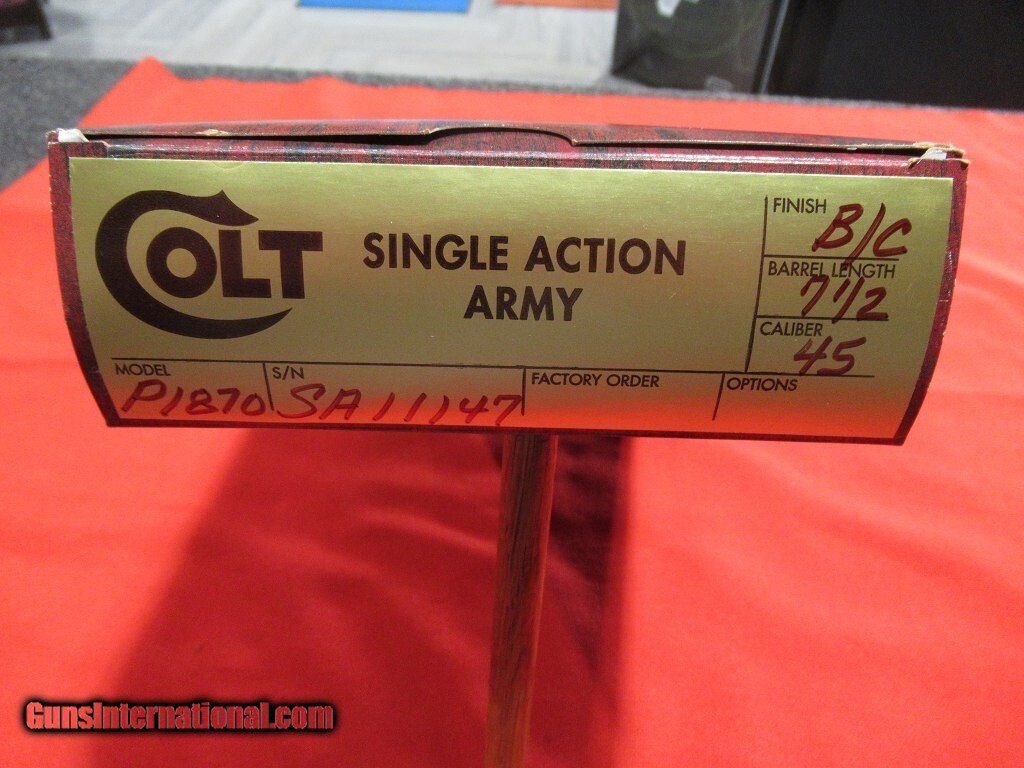 COLT
SINGLE ACTION
ARMY
FINISH
B/C
BARREL LENGTH
7 1/2
CALIBER
45
MODEL
P1870
S/N
SA11147
FACTORY ORDER
OPTIONS
GunsInternational.com